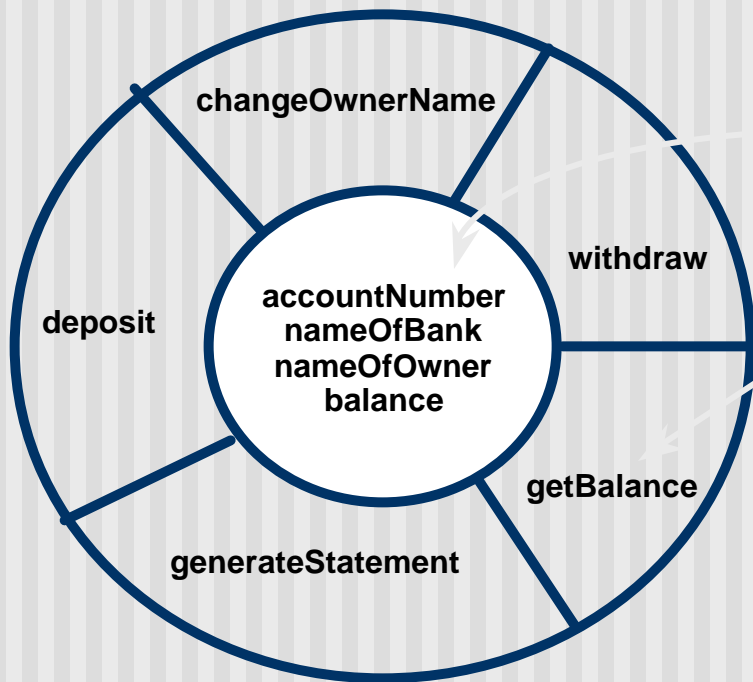 changeOwnerName
withdraw
deposit
accountNumber
nameOfBank
nameOfOwner
balance
getBalance
generateStatement